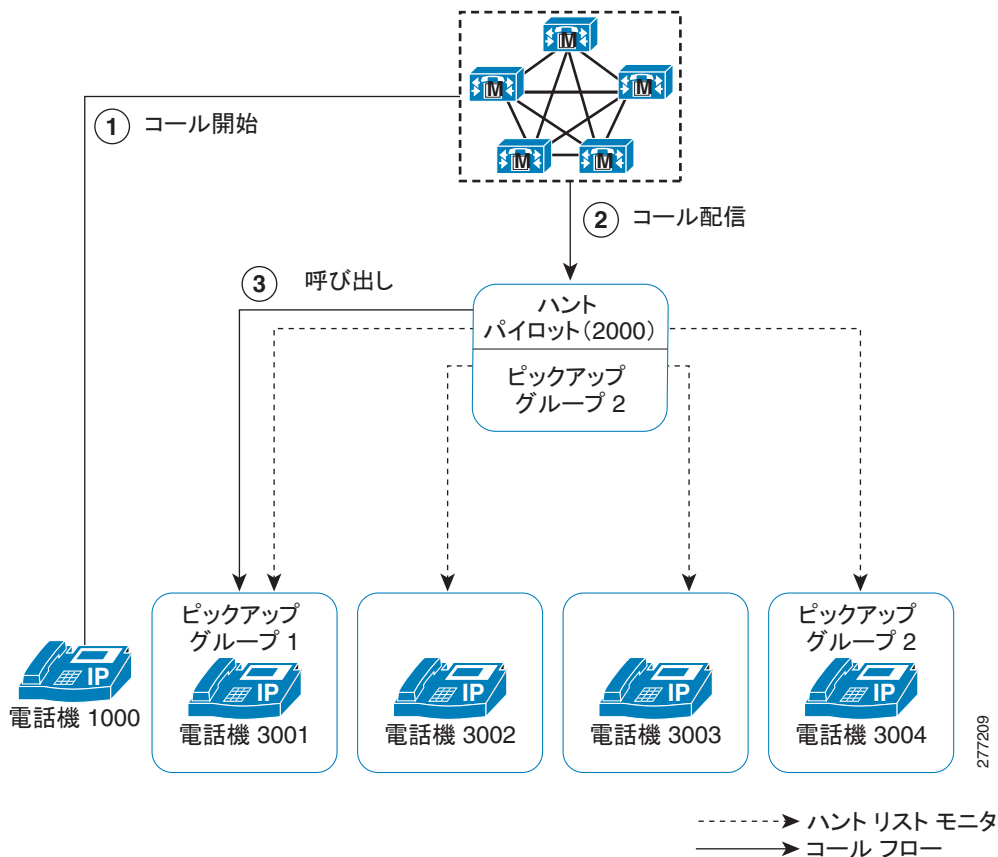 M
M
M
M
M
1 コール開始
2 コール配信
3 呼び出し
ハント
パイロット(2000)
ピックアップ
グループ 2
ピックアップ
グループ 1
IP
電話機 1000
IP
電話機 3001
IP
電話機 3002
IP
電話機 3003
ピックアップ
グループ 2
IP
電話機 3004
277209
ハント リスト モニタ
コール フロー